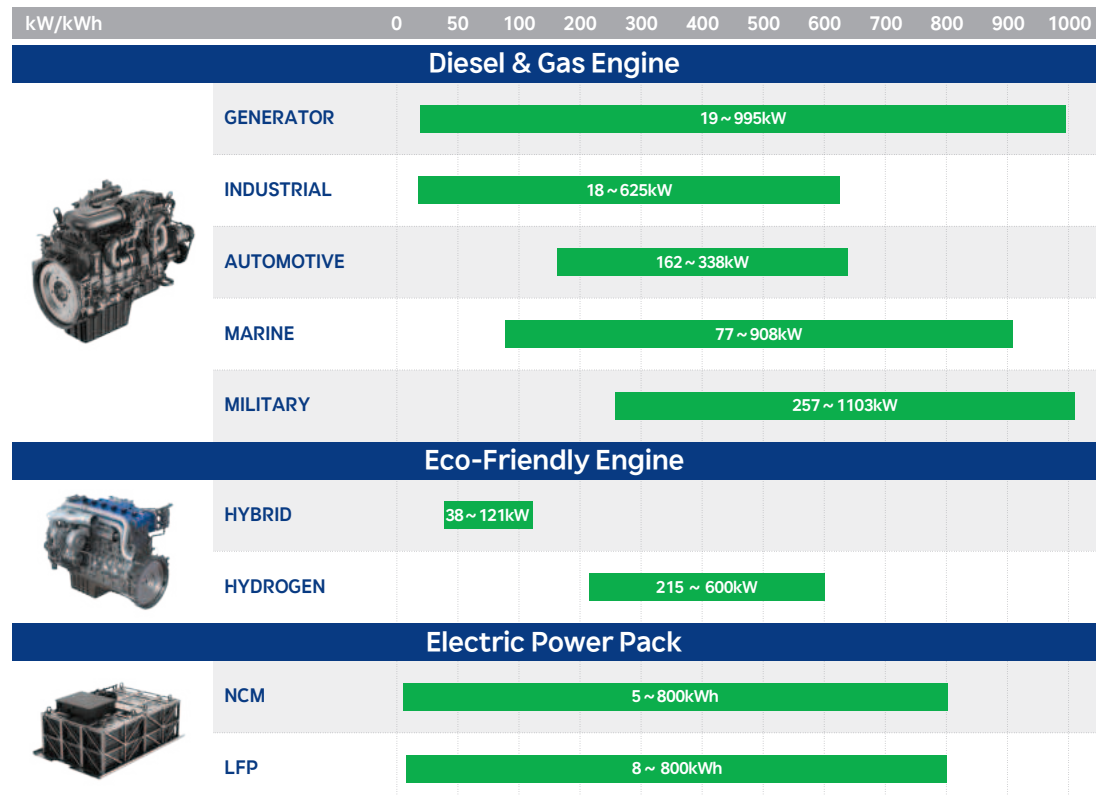 kW/kWh 0 50 100 200 300 400 500 600 700 800 900 1000
Diesel & Gas Engine
GENERATOR 19~995kW
INDUSTRIAL 18~625kW
AUTOMOTIVE 162~338kW
MARINE 77~908kW
MILITARY 257~1103kW
Eco-Friendly Engine
HYBRID 38~121kW
HYDROGEN 215 ~ 600kW
Electric Power Pack
NCM 5~800kWh
LFP 8~ 800kWh